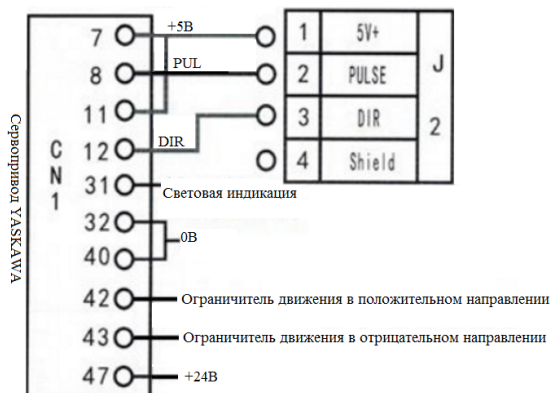 7 +5В 1 5V+
8 PUL 2 PULSE J
11 3 DIR 2
12 DIR 4 Shield
Сервопривод YASKAWA
CN1
31 Световая индикация
32
0В
40
42 Ограничитель движения в положительном направлении
43 Ограничитель движения в отрицательном направлении
47 +24В